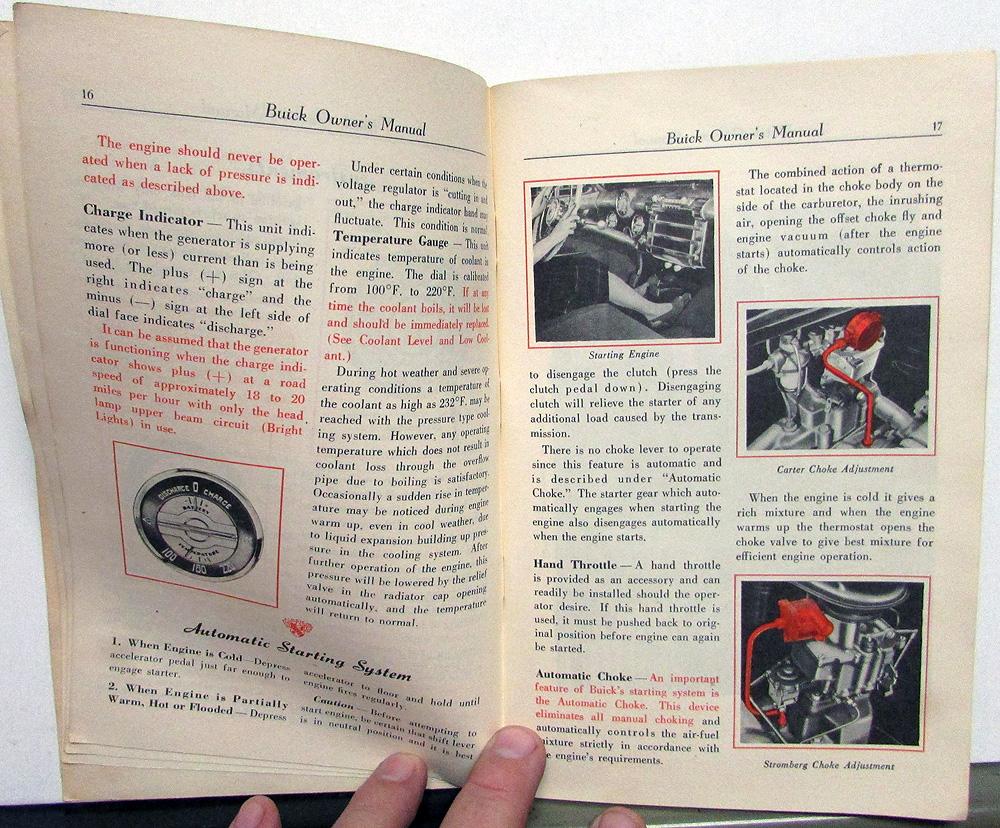 16
Buick Owner's Manual
The engine should never be oper-
ated when a lack of pressure is indi-
cated as described above.
Charge Indicator — This unit indi-
cates when the generator is supplying
more (or less) current than is being
used. The plus (+) sign at the
right indicates "charge" and the
minus (—) sign at the left side of
dial face indicates "discharge."
It can be assumed that the generator
is functioning when the charge indi-
cator shows plus (+) at a road
speed of approximately 18 to 20
miles per hour with only the head
lamp upper beam circuit (Bright
Lights) in use.
DISCHARGE 0 CHARGE
BATTERY
TEMPERATURE
100 180 220
Under certain conditions when the
voltage regulator is "cutting in and
out," the charge indicator hand may
fluctuate. This condition is normal.
Temperature Gauge — This unit
indicates temperature of coolant in
the engine. The dial is calibrated
from 100°F. to 220°F. If at any
time the coolant boils, it will be lost
and should be immediately replaced.
(See Coolant Level and Low Cool-
ant.)
During hot weather and severe op-
erating conditions a temperature of
the coolant as high as 232°F. may be
reached with the pressure type cool-
ing system. However, any operating
temperature which does not result in
coolant loss through the overflow
pipe due to boiling is satisfactory.
Occasionally a sudden rise in temper-
ature may be noticed during engine
warm up, even in cool weather, due
to liquid expansion building up pres-
sure in the cooling system. After
further operation of the engine, this
pressure will be lowered by the relief
valve in the radiator cap opening
automatically, and the temperature
will return to normal.
Automatic Starting System
1. When Engine is Cold—Depress
accelerator pedal just far enough to
engage starter.
2. When Engine is Partially
Warm, Hot or Flooded — Depress
accelerator to floor and hold until
engine fires regularly.
Caution — Before attempting to
start engine, be certain that shift lever
is in neutral position and it is best
Buick Owner's Manual
17
Starting Engine
to disengage the clutch (press the
clutch pedal down). Disengaging
clutch will relieve the starter of any
additional load caused by the trans-
mission.
There is no choke lever to operate
since this feature is automatic and
is described under "Automatic
Choke." The starter gear which auto-
matically engages when starting the
engine also disengages automatically
when the engine starts.
Hand Throttle — A hand throttle
is provided as an accessory and can
readily be installed should the oper-
ator desire. If this hand throttle is
used, it must be pushed back to orig-
inal position before engine can again
be started.
Automatic Choke — An important
feature of Buick's starting system is
the Automatic Choke. This device
eliminates all manual choking and
automatically controls the air-fuel
mixture strictly in accordance with
engine's requirements.
The combined action of a thermo-
stat located in the choke body on the
side of the carburetor, the inrushing
air, opening the offset choke fly and
engine vacuum (after the engine
starts) automatically controls action
of the choke.
Carter Choke Adjustment
When the engine is cold it gives a
rich mixture and when the engine
warms up the thermostat opens the
choke valve to give best mixture for
efficient engine operation.
Stromberg Choke Adjustment